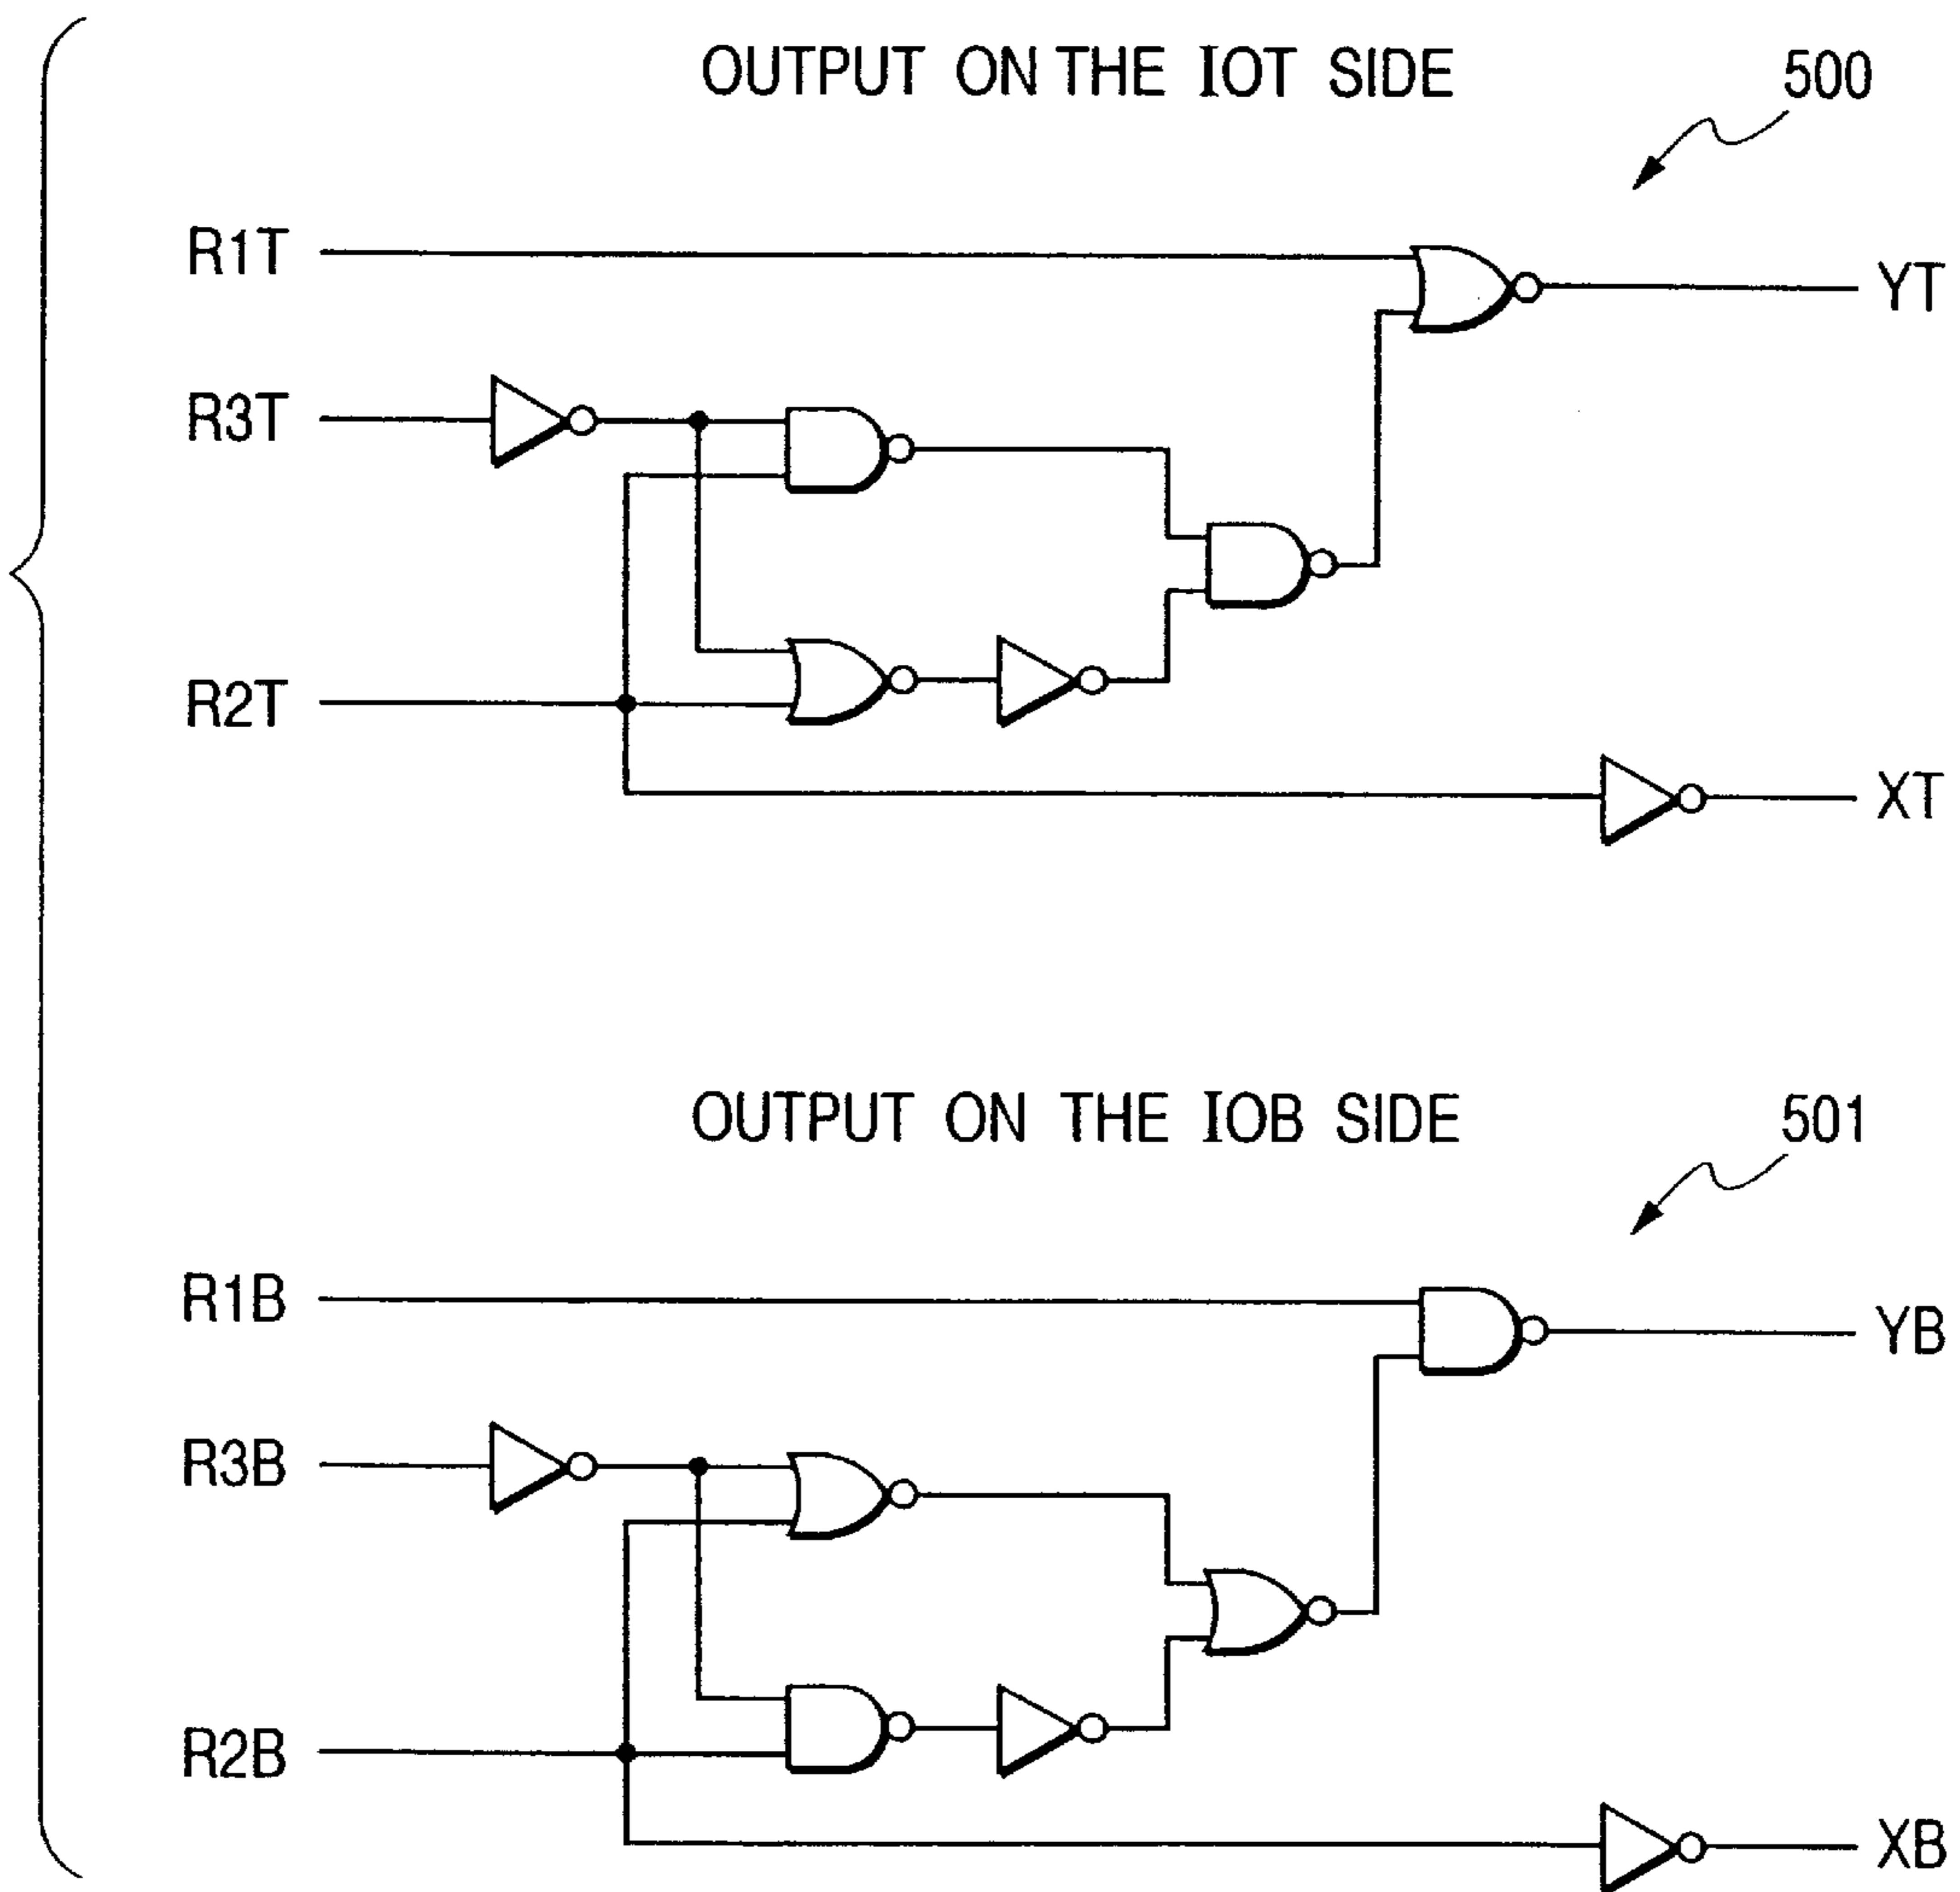 OUTPUT ON THE IOT SIDE
500
R1T
YT
R3T
R2T
XT
OUTPUT ON THE IOB SIDE
501
R1B
YB
R3B
R2B
XB